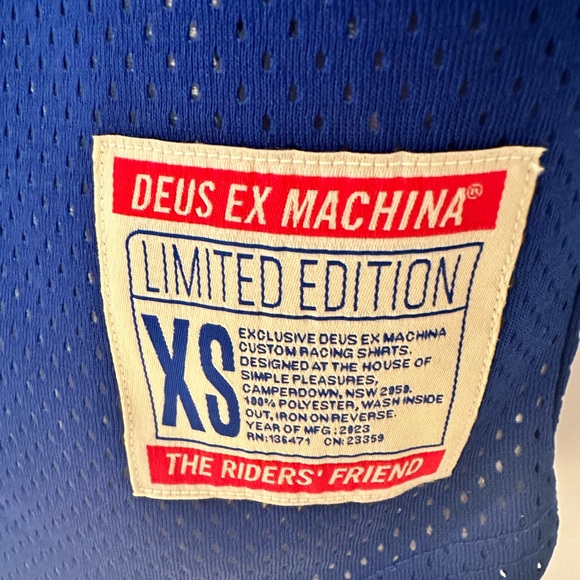 DEUS EX MACHINA®
LIMITED EDITION
XS
EXCLUSIVE DEUS EX MACHINA
CUSTOM RACING SHIRTS.
DESIGNED AT THE HOUSE OF
SIMPLE PLEASURES,
CAMPERDOWN, NSW 2050.
100% POLYESTER, WASH INSIDE
OUT, IRON ON REVERSE.
YEAR OF MFG : 2023
RN: 136471 CN: 23359
THE RIDERS' FRIEND